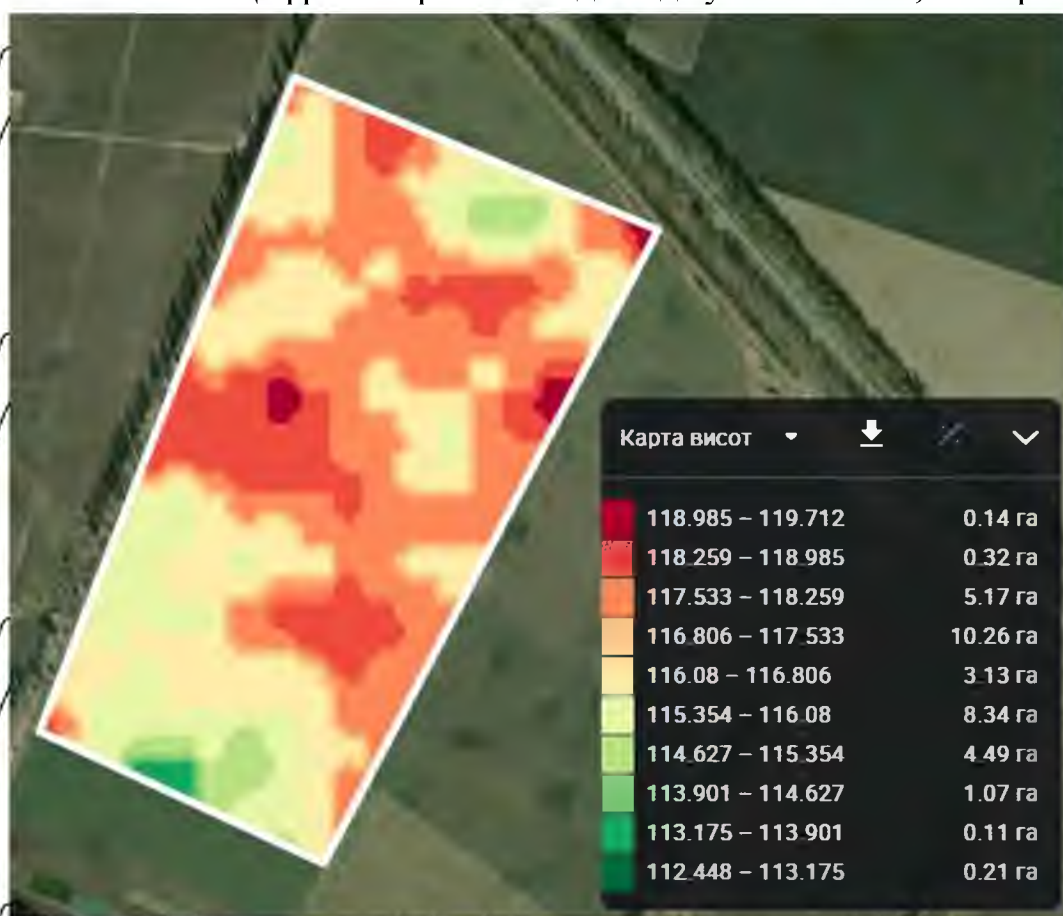 Карта висот
118.985 – 119.712 0.14 га
118.259 – 118.985 0.32 га
117.533 – 118.259 5.17 га
116.806 – 117.533 10.26 га
116.08 – 116.806 3.13 га
115.354 – 116.08 8.34 га
114.627 – 115.354 4.49 га
113.901 – 114.627 1.07 га
113.175 – 113.901 0.11 га
112.448 – 113.175 0.21 га